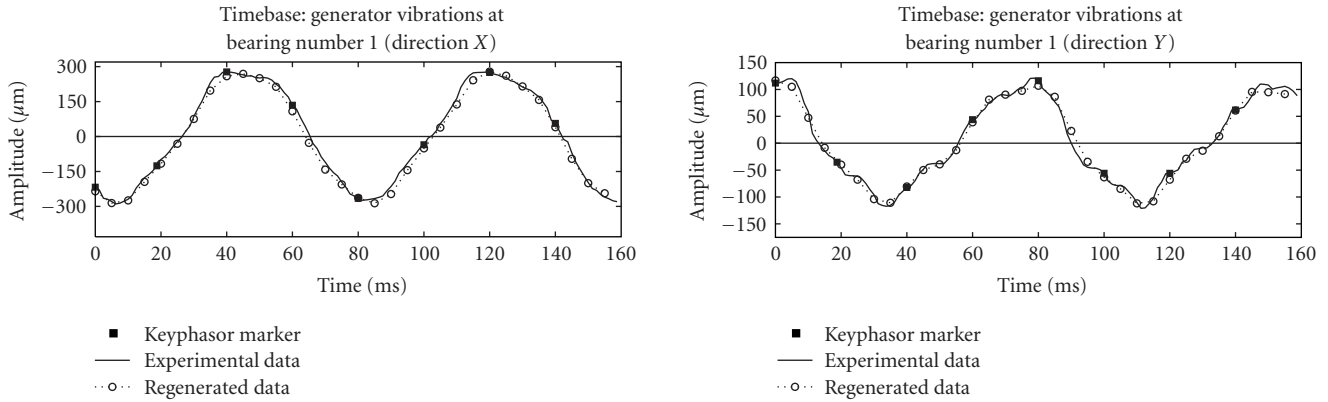 Timebase: generator vibrations at
bearing number 1 (direction X)
300
150
0
−150
−300
Amplitude (μm)
0 20 40 60 80 100 120 140 160
Time (ms)
Keyphasor marker
Experimental data
Regenerated data
Timebase: generator vibrations at
bearing number 1 (direction Y)
150
100
50
0
−50
−100
−150
Amplitude (μm)
0 20 40 60 80 100 120 140 160
Time (ms)
Keyphasor marker
Experimental data
Regenerated data